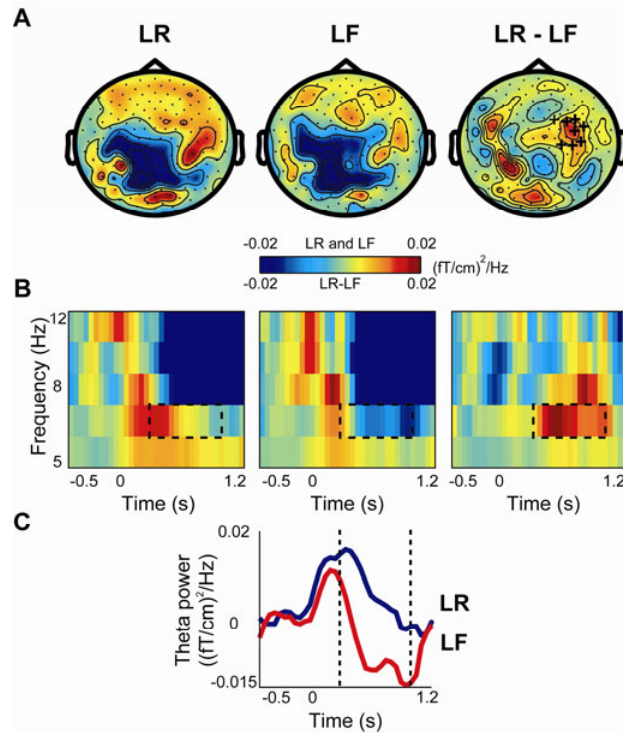 A
LR LF LR - LF
-0.02 LR and LF 0.02
(fT/cm)²/Hz
-0.02 LR-LF 0.02
B
Frequency (Hz)
12
8
5
-0.5 0 1.2 -0.5 0 1.2 -0.5 0 1.2
Time (s) Time (s) Time (s)
C
Theta power
((fT/cm)²/Hz)
0.02
0
-0.015
LR
LF
-0.5 0 1.2
Time (s)